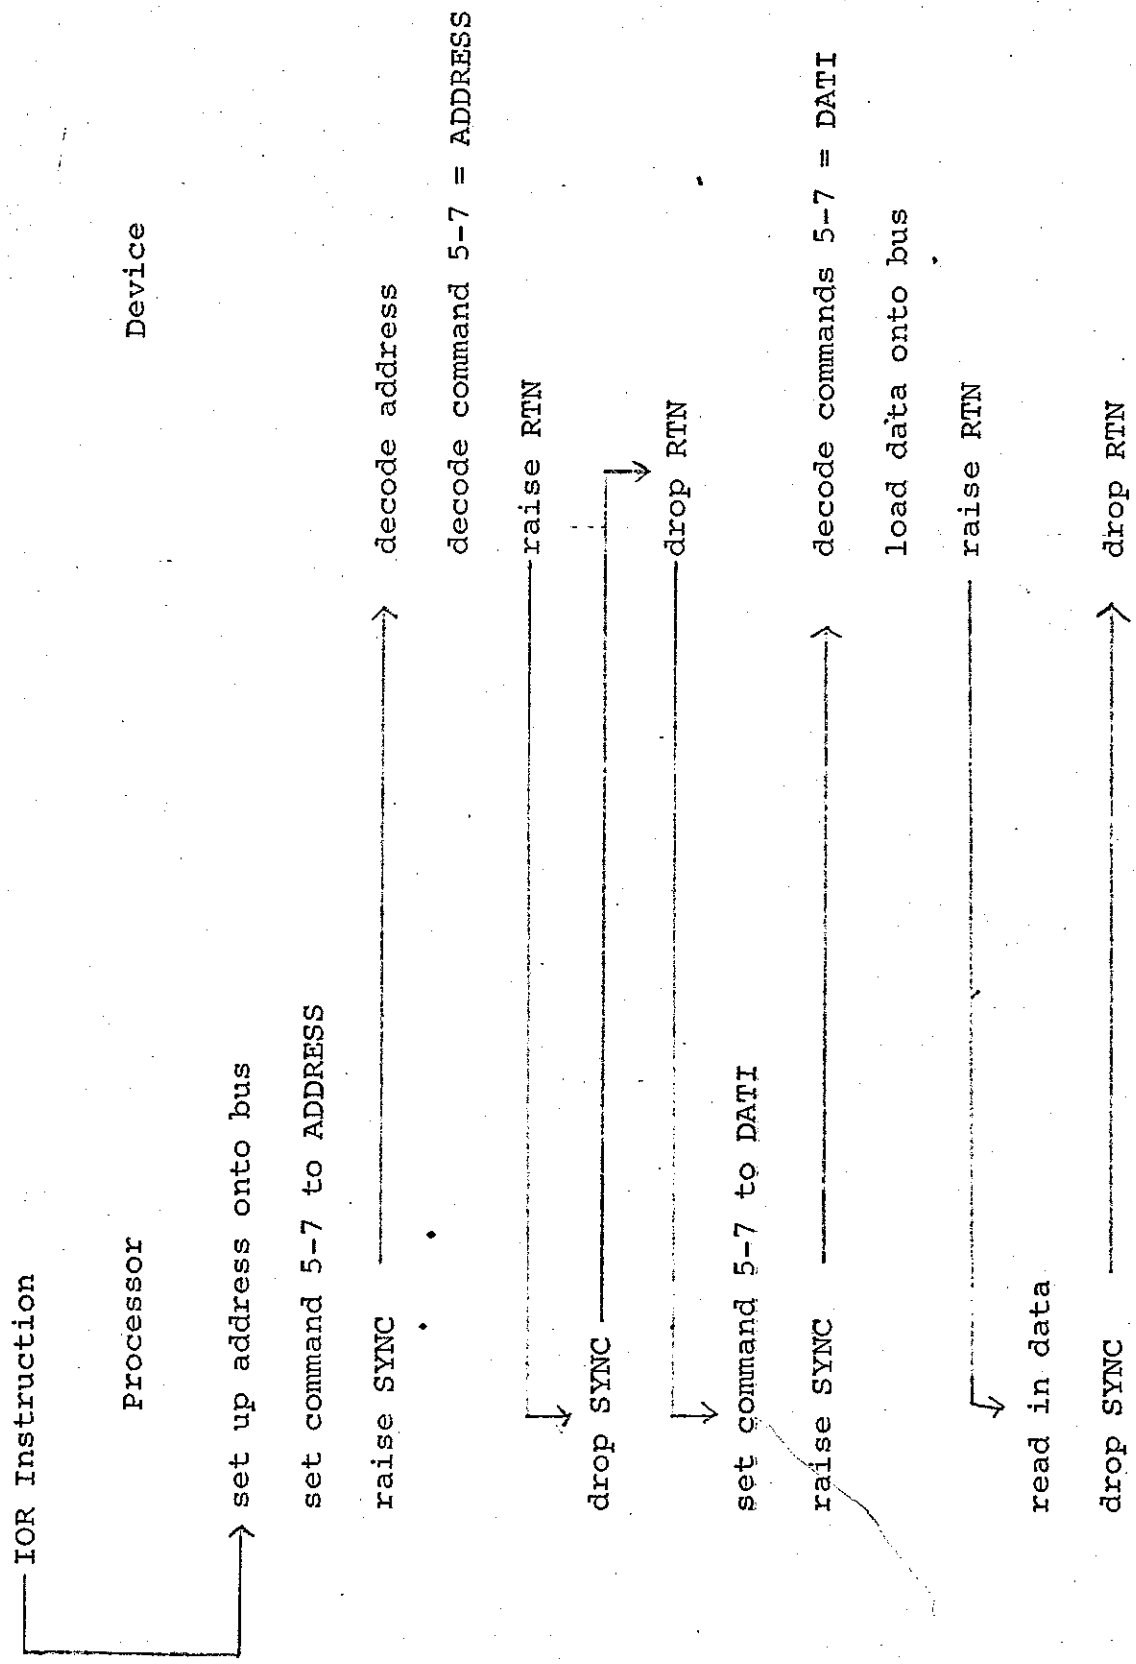 IOR Instruction
Processor
Device
set up address onto bus
set command 5-7 to ADDRESS
raise SYNC
decode address
decode command 5-7 = ADDRESS
raise RTN
drop SYNC
drop RTN
set command 5-7 to DATI
raise SYNC
decode commands 5-7 = DATI
load data onto bus
raise RTN
read in data
drop SYNC
drop RTN